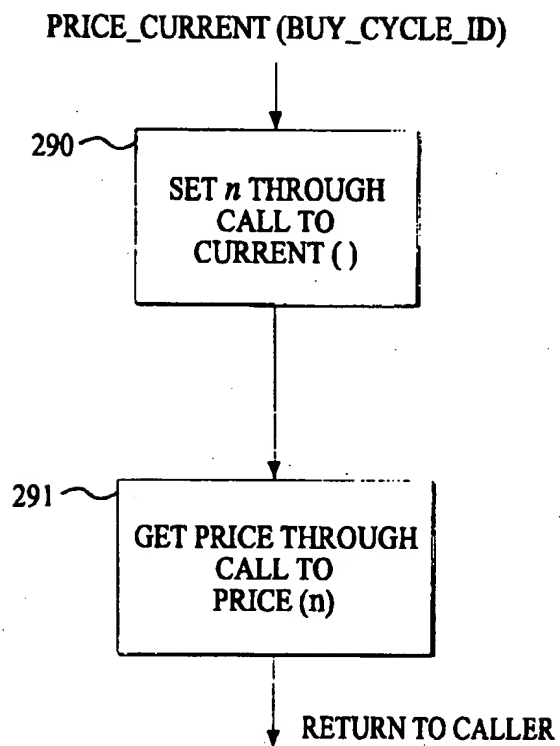 PRICE_CURRENT (BUY_CYCLE_ID)
290
SET n THROUGH
CALL TO
CURRENT ( )
291
GET PRICE THROUGH
CALL TO
PRICE (n)
RETURN TO CALLER